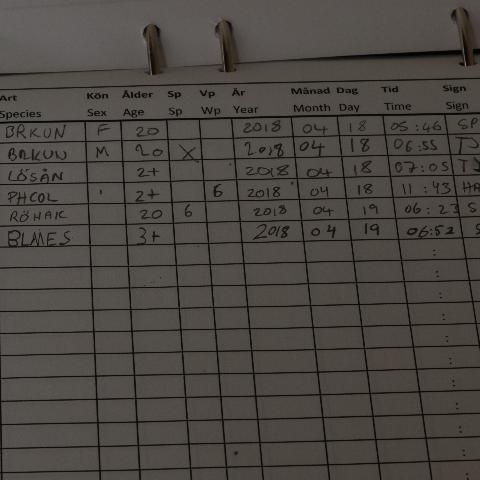 Art Kön Ålder Sp Vp År Månad Dag Tid Sign
Species Sex Age Sp Wp Year Month Day Time Sign
BRKUN F 20 2018 04 18 05:46 SP
BRKUN M 20 X 2018 04 18 06:55
LÖSÅN 2+ 2018 04 18 07:05
PHCOL 2+ 6 2018 04 18 11:43 HA
RÖHAK 20 6 2018 04 19 06:23 S
BLMES 3+ 2018 04 19 06:52 S